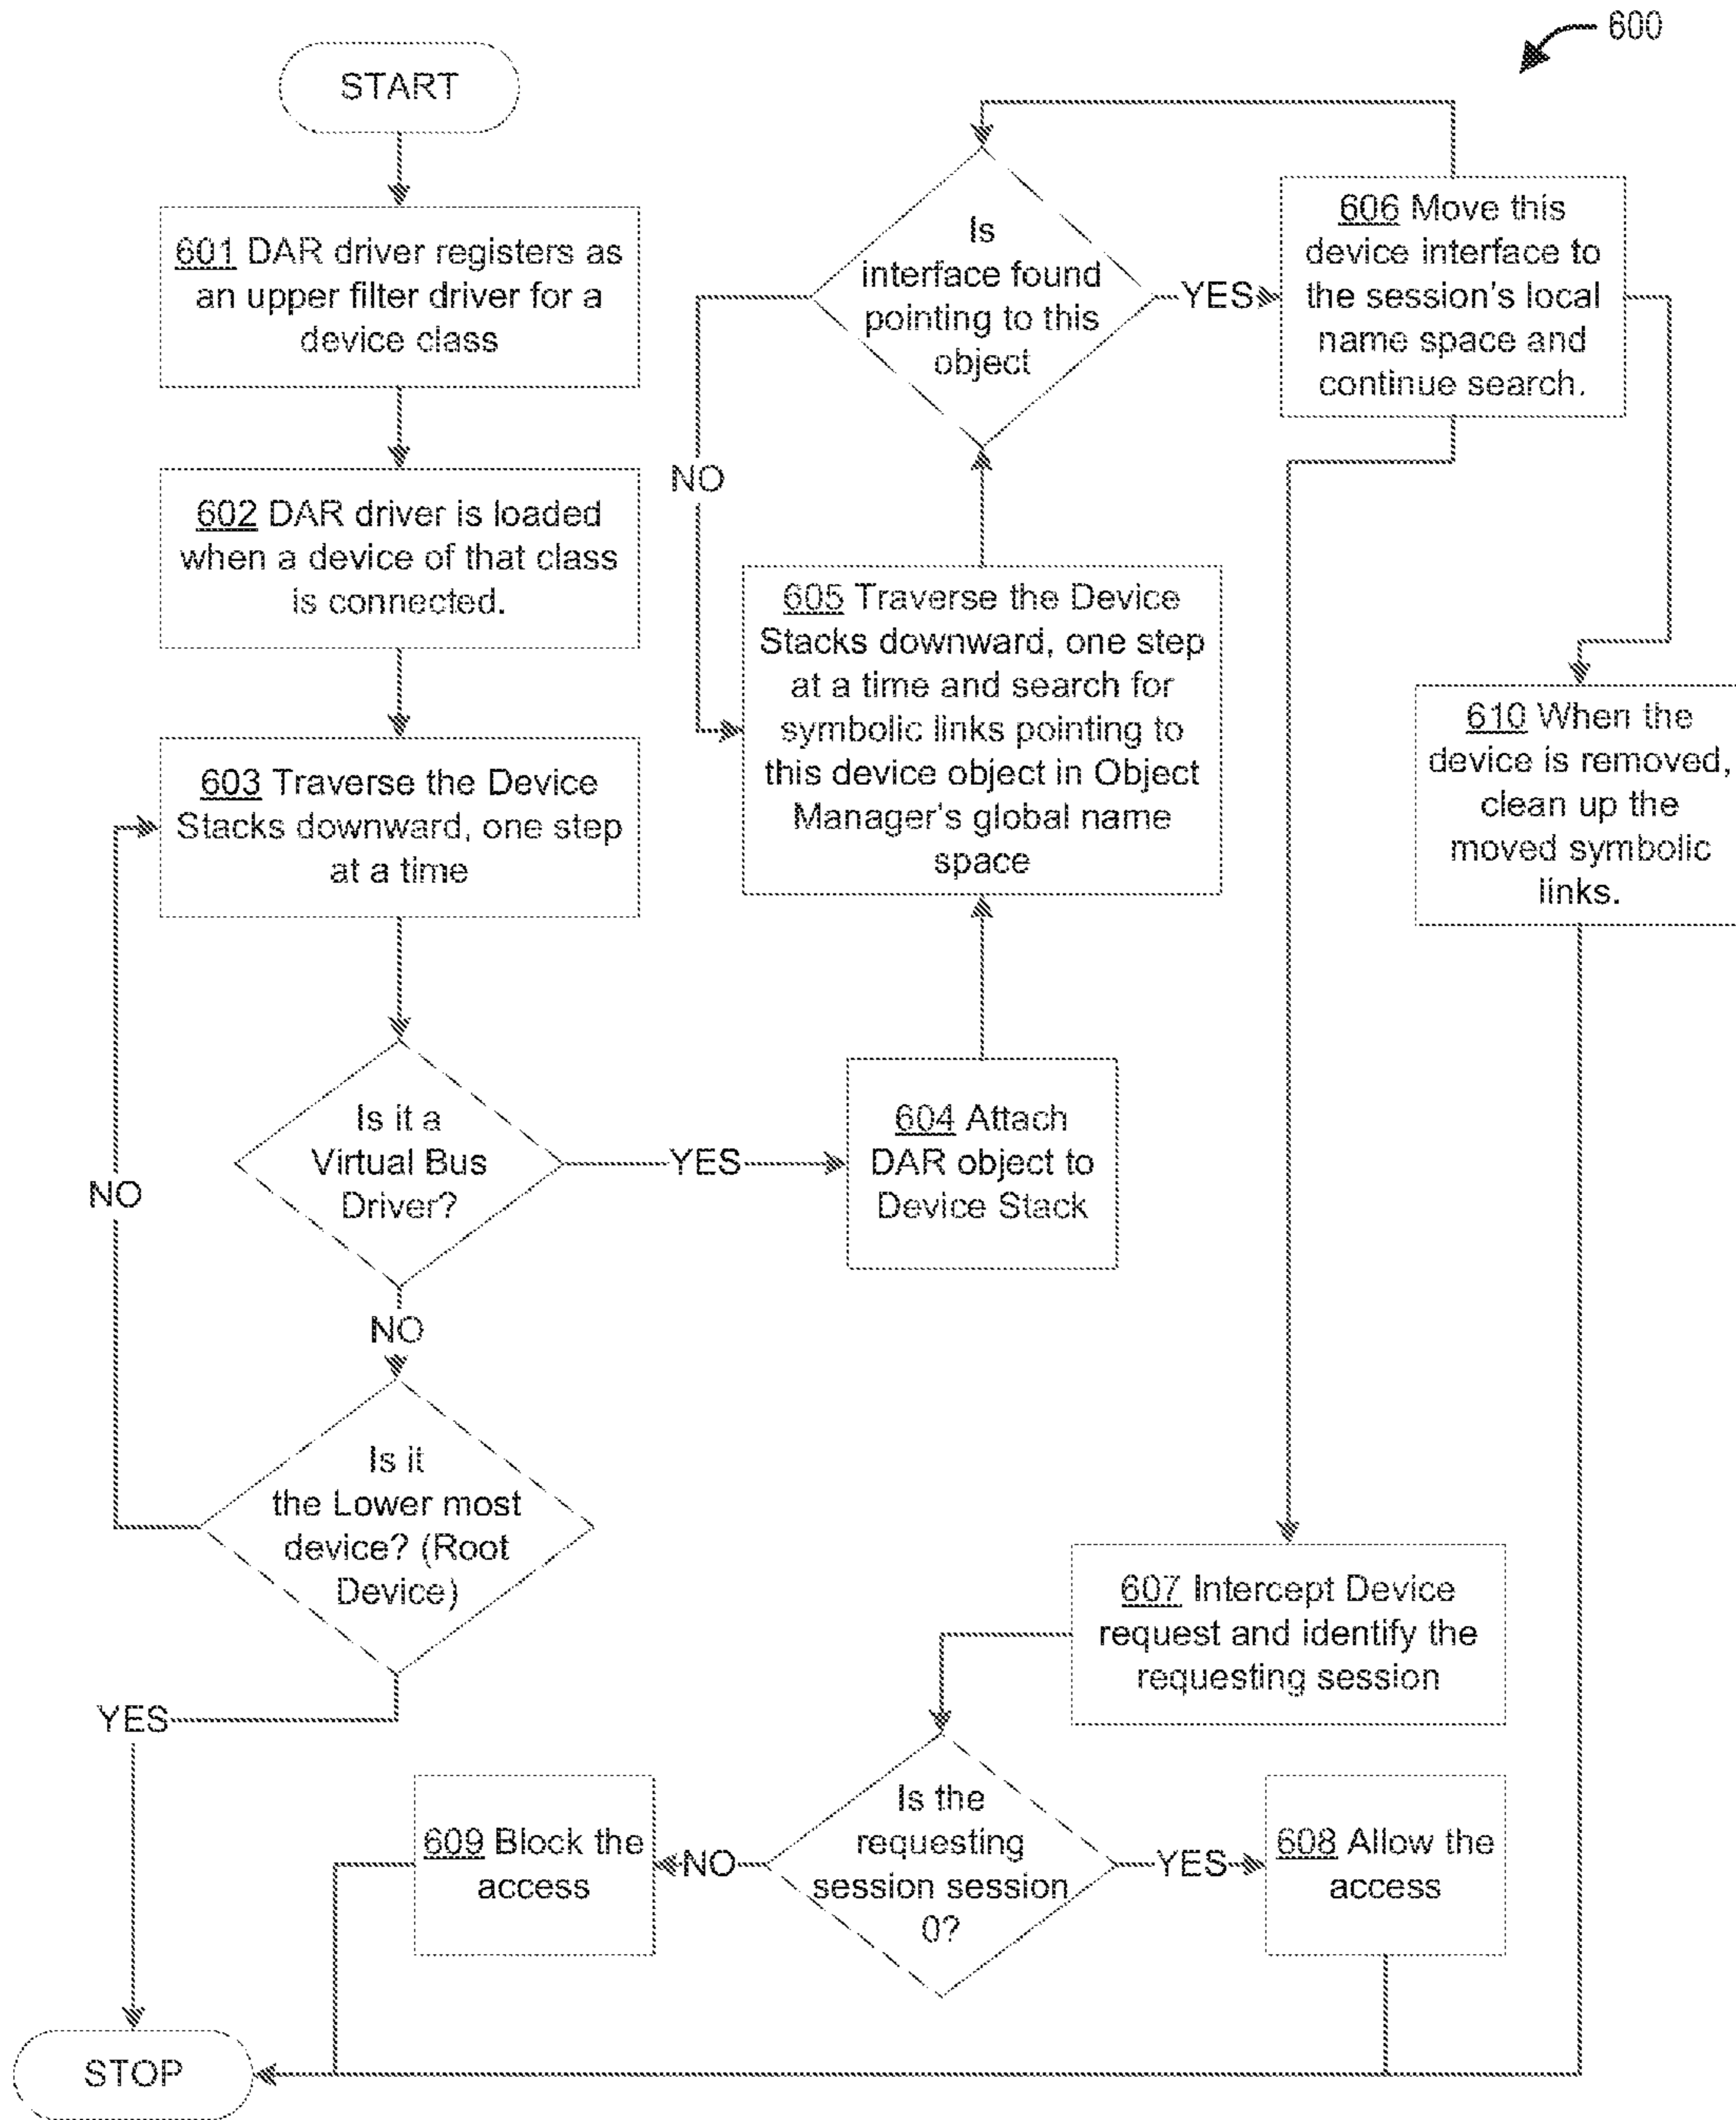 600
START
601 DAR driver registers as
an upper filter driver for a
device class
602 DAR driver is loaded
when a device of that class
is connected.
603 Traverse the Device
Stacks downward, one step
at a time
Is it a
Virtual Bus
Driver?
YES
NO
NO
Is it
the Lower most
device? (Root
Device)
YES
STOP
604 Attach
DAR object to
Device Stack
605 Traverse the Device
Stacks downward, one step
at a time and search for
symbolic links pointing to
this device object in Object
Manager's global name
space
Is
interface found
pointing to this
object
NO
YES
606 Move this
device interface to
the session's local
name space and
continue search.
610 When the
device is removed,
clean up the
moved symbolic
links.
607 Intercept Device
request and identify the
requesting session
Is the
requesting
session session
0?
NO
YES
609 Block the
access
608 Allow the
access